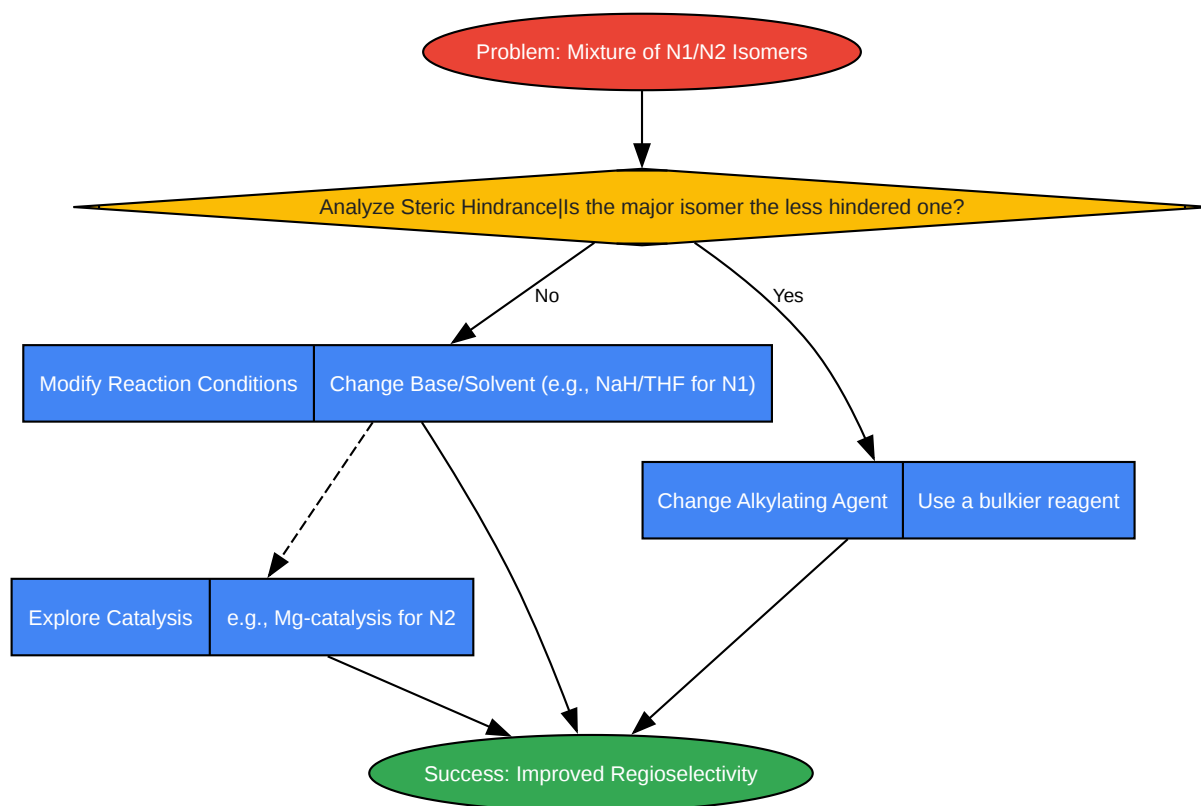 Problem: Mixture of N1/N2 Isomers
Analyze Steric Hindrance|Is the major isomer the less hindered one?
No
Yes
Modify Reaction Conditions
Change Base/Solvent (e.g., NaH/THF for N1)
Change Alkylating Agent
Use a bulkier reagent
Explore Catalysis
e.g., Mg-catalysis for N2
Success: Improved Regioselectivity